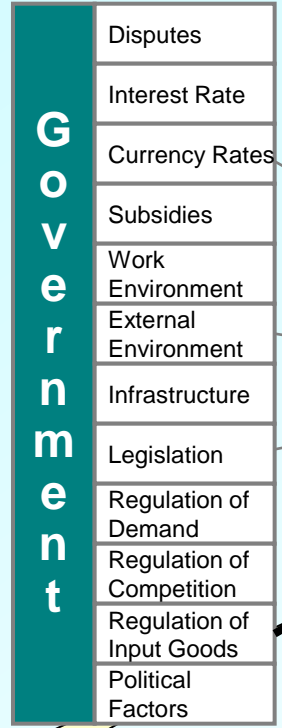 Government
Disputes
Interest Rate
Currency Rates
Subsidies
Work
Environment
External
Environment
Infrastructure
Legislation
Regulation of
Demand
Regulation of
Competition
Regulation of
Input Goods
Political
Factors